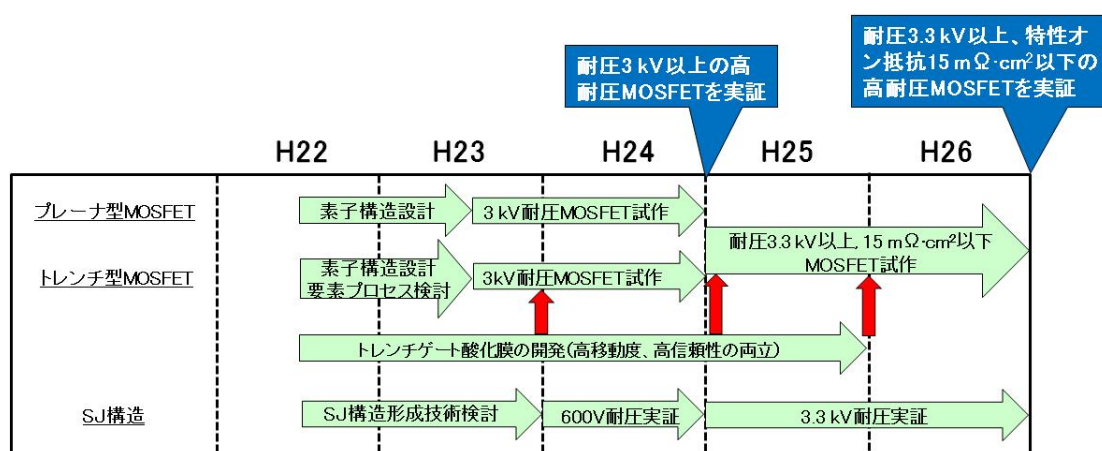 耐圧3 kV以上の高
耐圧MOSFETを実証
耐圧3.3 kV以上、特性オ
ン抵抗15 mΩ·cm²以下の
高耐圧MOSFETを実証
H22
H23
H24
H25
H26
プレーナ型MOSFET
素子構造設計
3 kV耐圧MOSFET試作
耐圧3.3 kV以上, 15 mΩ·cm²以下
MOSFET試作
トレンチ型MOSFET
素子構造設計
要素プロセス検討
3kV耐圧MOSFET試作
トレンチゲート酸化膜の開発(高移動度、高信頼性の両立)
SJ構造
SJ構造形成技術検討
600V耐圧実証
3.3 kV耐圧実証